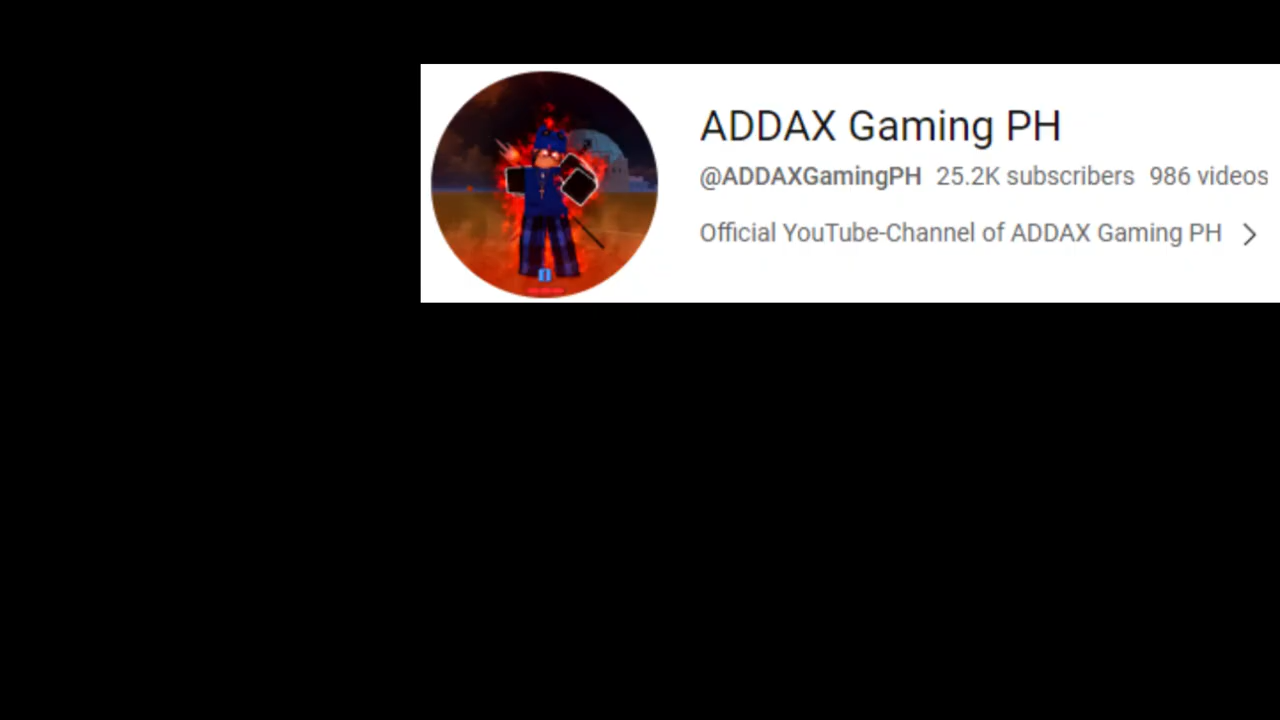 ADDAX Gaming PH
@ADDAXGamingPH 25.2K subscribers 986 videos
Official YouTube-Channel of ADDAX Gaming PH